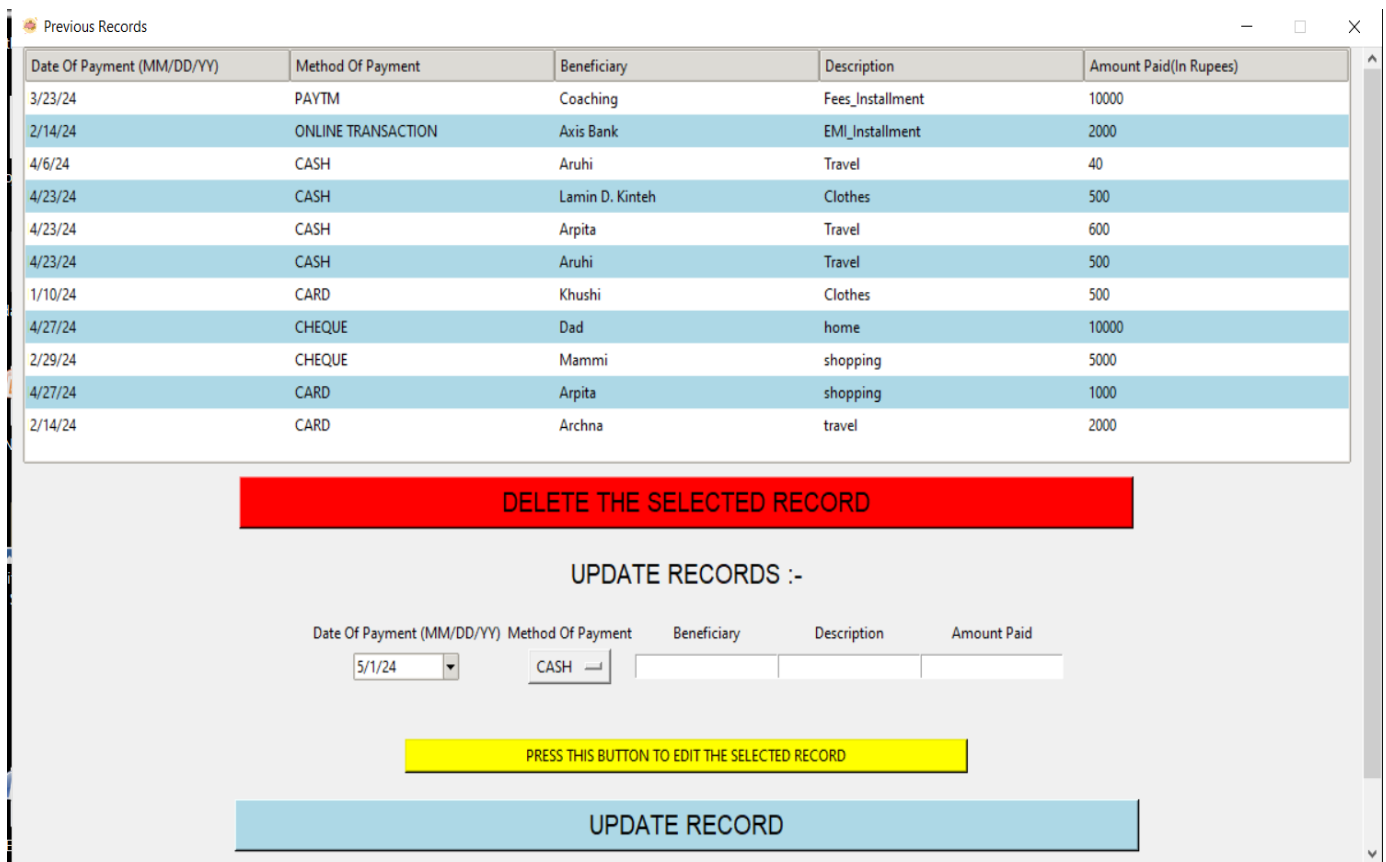 Previous Records
Date Of Payment (MM/DD/YY) Method Of Payment Beneficiary Description Amount Paid(In Rupees)
3/23/24 PAYTM Coaching Fees_Installment 10000
2/14/24 ONLINE TRANSACTION Axis Bank EMI_Installment 2000
4/6/24 CASH Aruhi Travel 40
4/23/24 CASH Lamin D. Kinteh Clothes 500
4/23/24 CASH Arpita Travel 600
4/23/24 CASH Aruhi Travel 500
1/10/24 CARD Khushi Clothes 500
4/27/24 CHEQUE Dad home 10000
2/29/24 CHEQUE Mammi shopping 5000
4/27/24 CARD Arpita shopping 1000
2/14/24 CARD Archna travel 2000
DELETE THE SELECTED RECORD
UPDATE RECORDS :-
Date Of Payment (MM/DD/YY) Method Of Payment Beneficiary Description Amount Paid
5/1/24 CASH
PRESS THIS BUTTON TO EDIT THE SELECTED RECORD
UPDATE RECORD